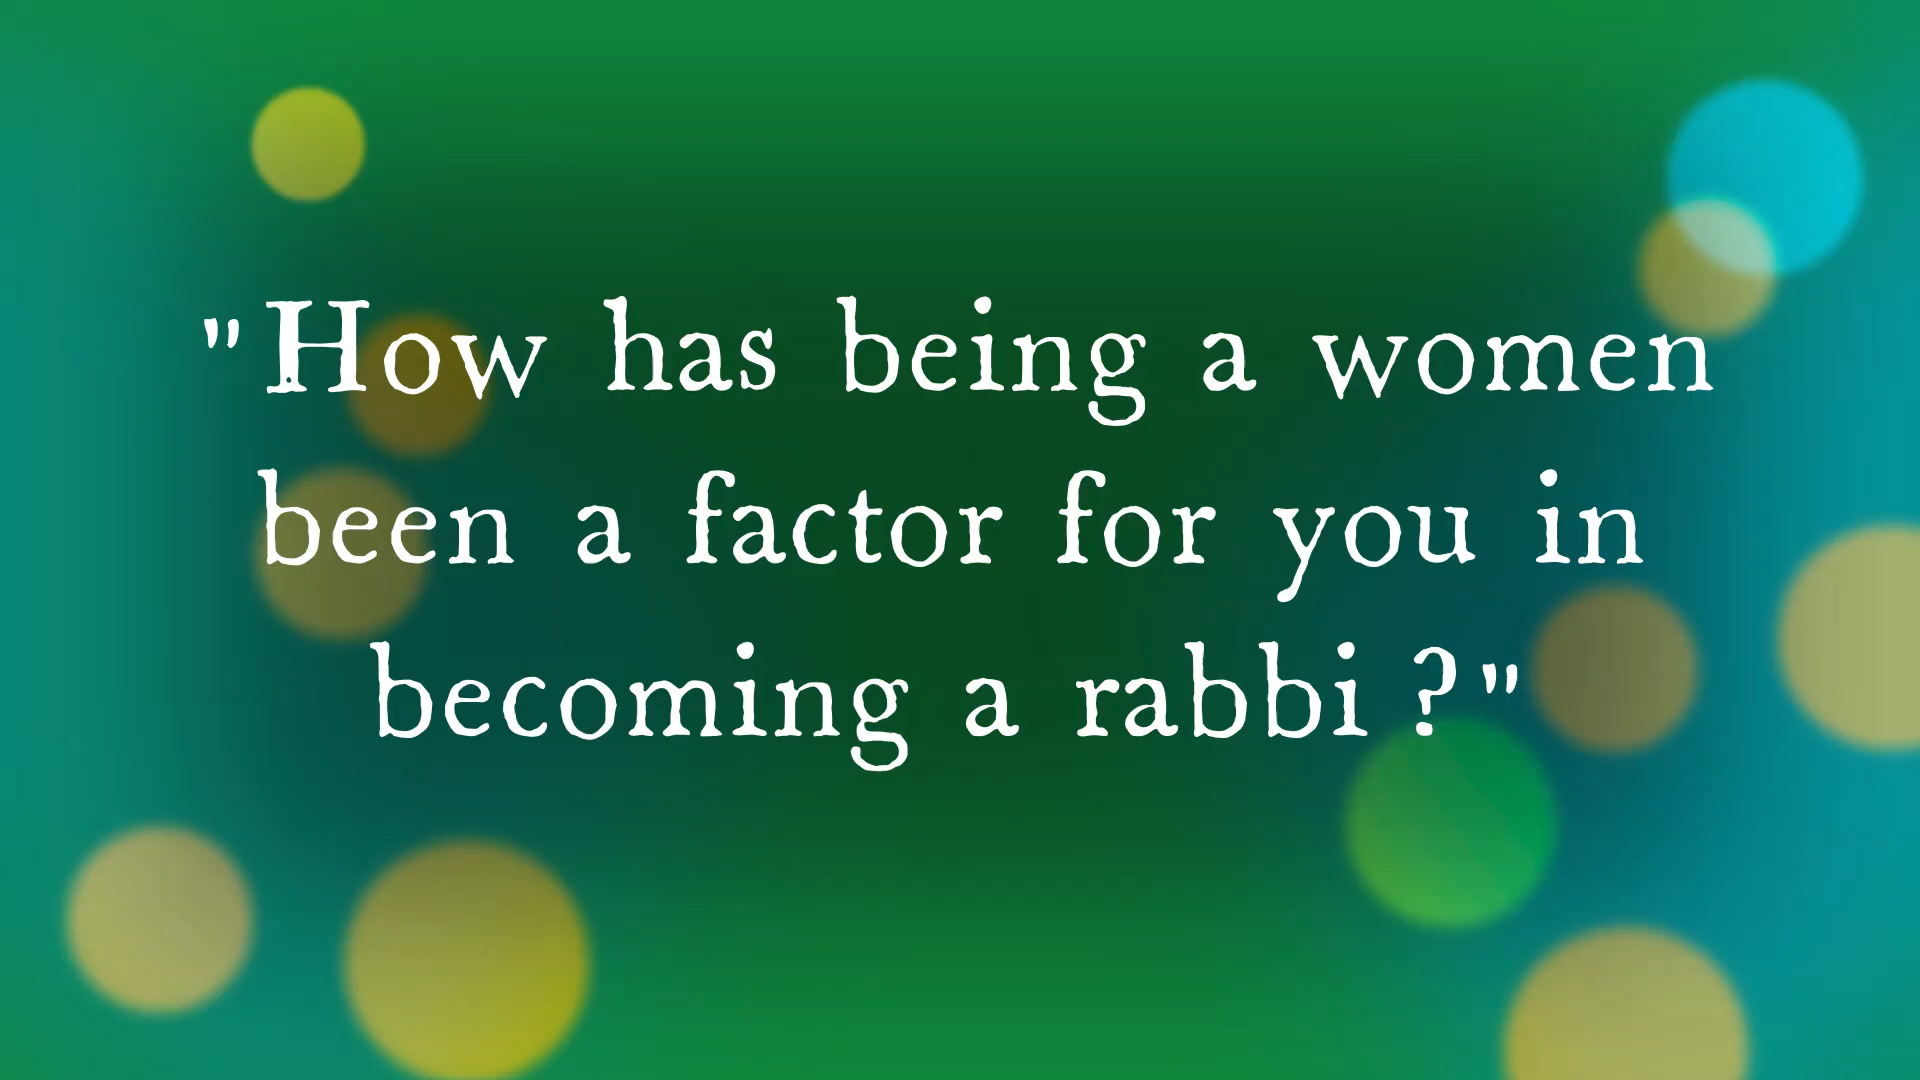 "How has being a women
been a factor for you in
becoming a rabbi ?"